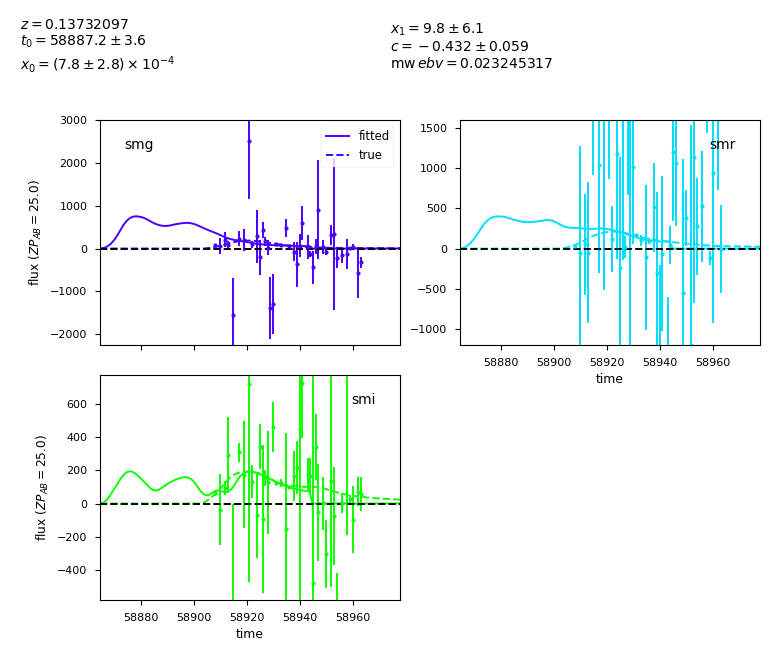 z = 0.13732097
t₀ = 58887.2 ± 3.6
x₀ = (7.8 ± 2.8) × 10⁻⁴
x₁ = 9.8 ± 6.1
c = −0.432 ± 0.059
mw ebv = 0.023245317
3000
2000
1000
0
−1000
−2000
flux (ZP_AB = 25.0)
smg
fitted
true
1500
1000
500
0
−500
−1000
smr
58880 58900 58920 58940 58960
time
600
400
200
0
−200
−400
flux (ZP_AB = 25.0)
smi
58880 58900 58920 58940 58960
time